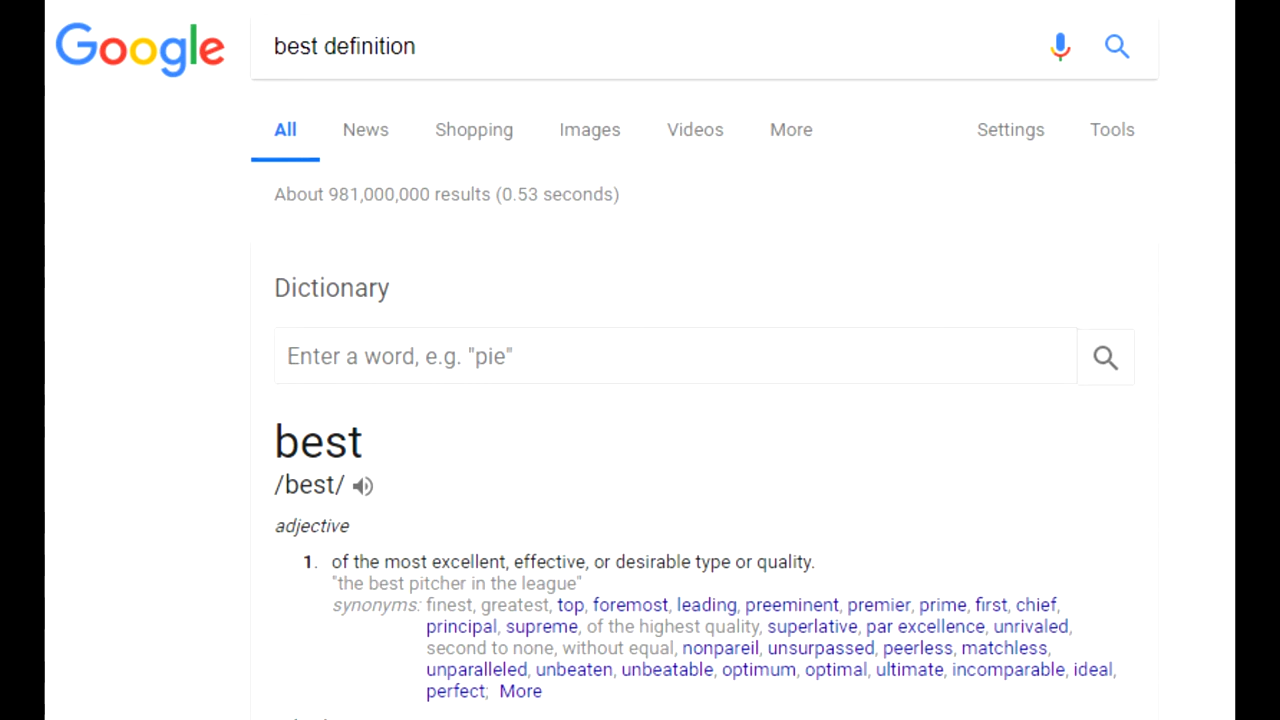 Google
best definition
All News Shopping Images Videos More Settings Tools
About 981,000,000 results (0.53 seconds)
Dictionary
Enter a word, e.g. "pie"
best
/best/
adjective
1. of the most excellent, effective, or desirable type or quality.
"the best pitcher in the league"
synonyms: finest, greatest, top, foremost, leading, preeminent, premier, prime, first, chief,
principal, supreme, of the highest quality, superlative, par excellence, unrivaled,
second to none, without equal, nonpareil, unsurpassed, peerless, matchless,
unparalleled, unbeaten, unbeatable, optimum, optimal, ultimate, incomparable, ideal,
perfect; More